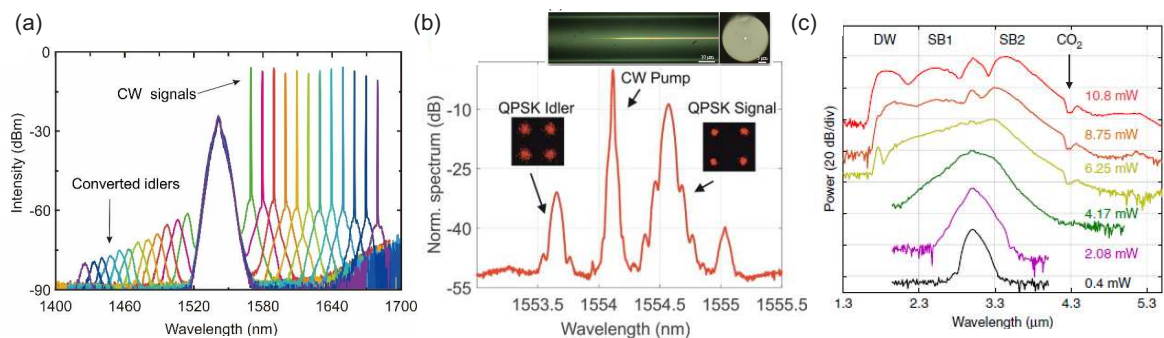 (a)
0
-30
-60
-90
Intensity (dBm)
CW signals
Converted idlers
1400
1460
1520
1580
1640
1700
Wavelength (nm)
(b)
CW Pump
QPSK Idler
QPSK Signal
-10
-25
-40
-55
Norm. spectrum (dB)
1553.5
1554
1554.5
1555
1555.5
Wavelength (nm)
(c)
DW
SB1
SB2
CO2
10.8 mW
8.75 mW
6.25 mW
4.17 mW
2.08 mW
0.4 mW
Power (20 dB/div)
1.3
2.3
3.3
4.3
5.3
Wavelength (μm)